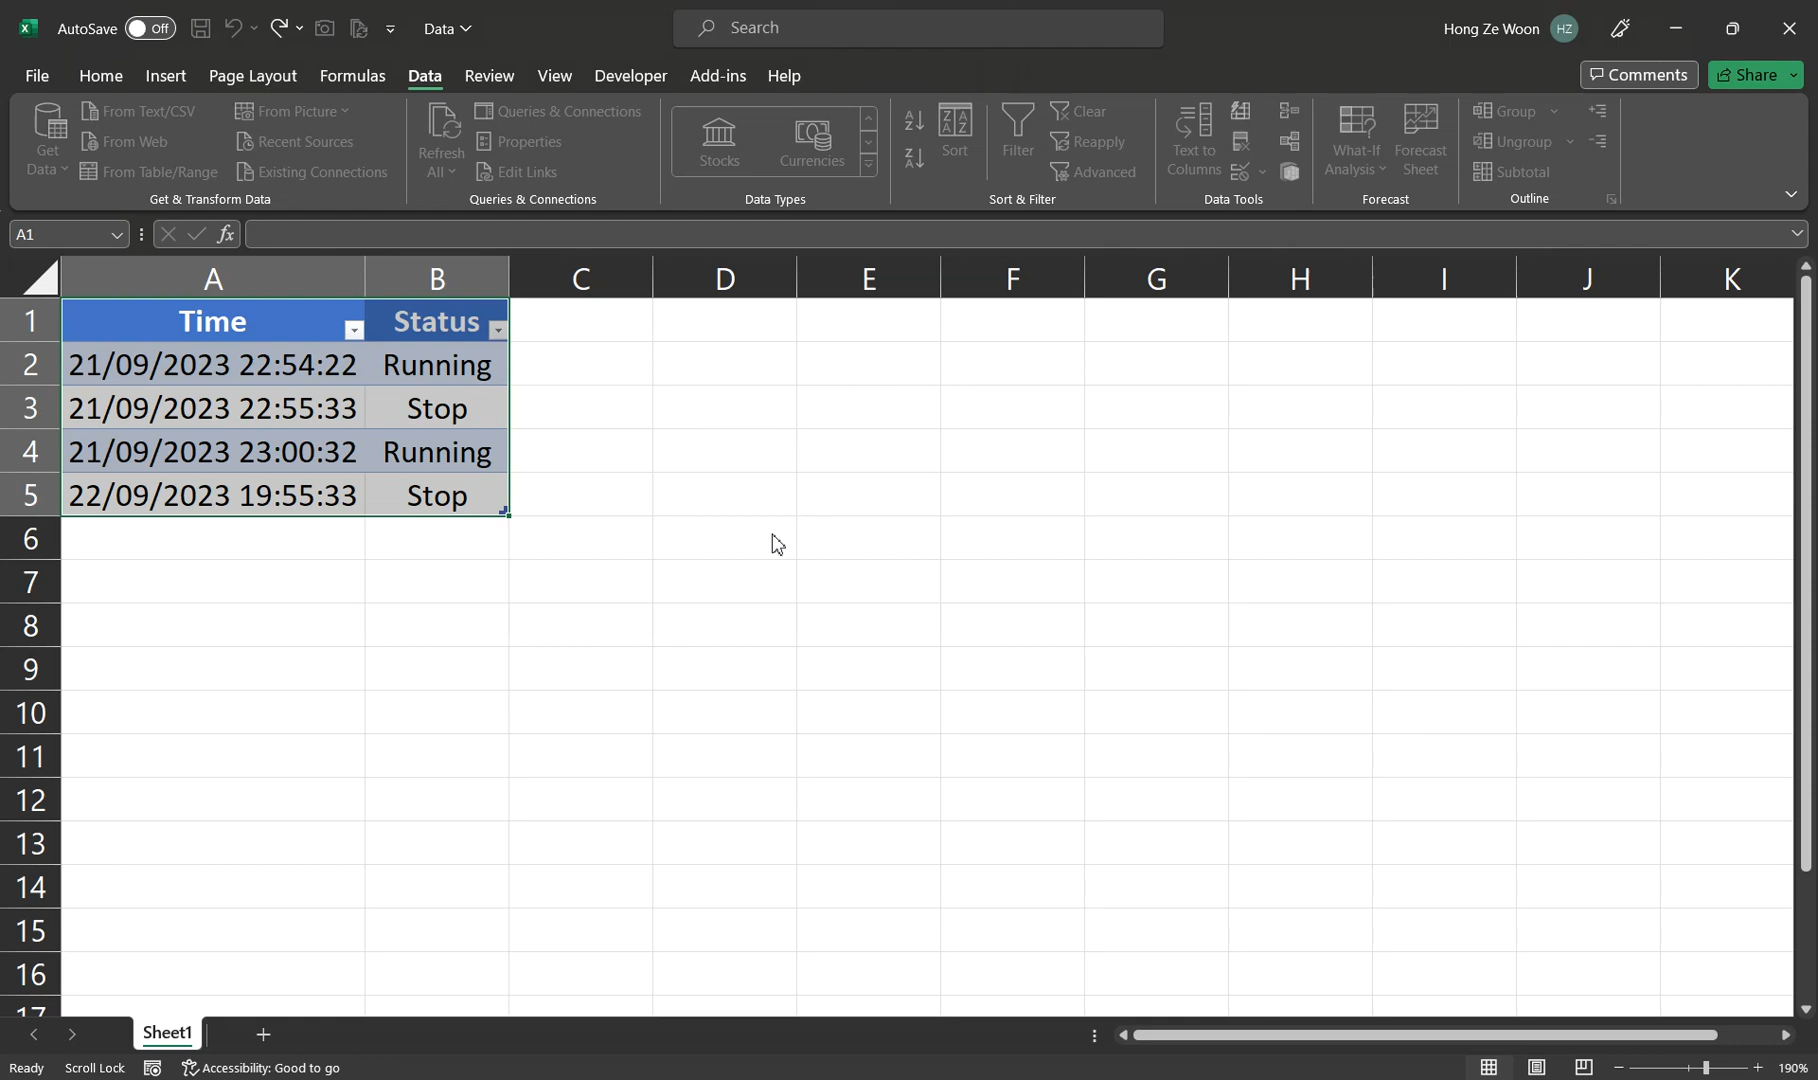 AutoSave Off Data Search Hong Ze Woon HZ
File Home Insert Page Layout Formulas Data Review View Developer Add-ins Help Comments Share
Get Data
From Text/CSV
From Web
From Table/Range
From Picture
Recent Sources
Existing Connections
Get & Transform Data
Refresh All
Queries & Connections
Properties
Edit Links
Queries & Connections
Stocks Currencies
Data Types
Sort
Filter
Clear
Reapply
Advanced
Sort & Filter
Text to Columns
Data Tools
What-If Analysis
Forecast Sheet
Forecast
Group
Ungroup
Subtotal
Outline
A1 fx
A B C D E F G H I J K
1 Time Status
2 21/09/2023 22:54:22 Running
3 21/09/2023 22:55:33 Stop
4 21/09/2023 23:00:32 Running
5 22/09/2023 19:55:33 Stop
6
7
8
9
10
11
12
13
14
15
16
17
Sheet1
Ready Scroll Lock Accessibility: Good to go 190%